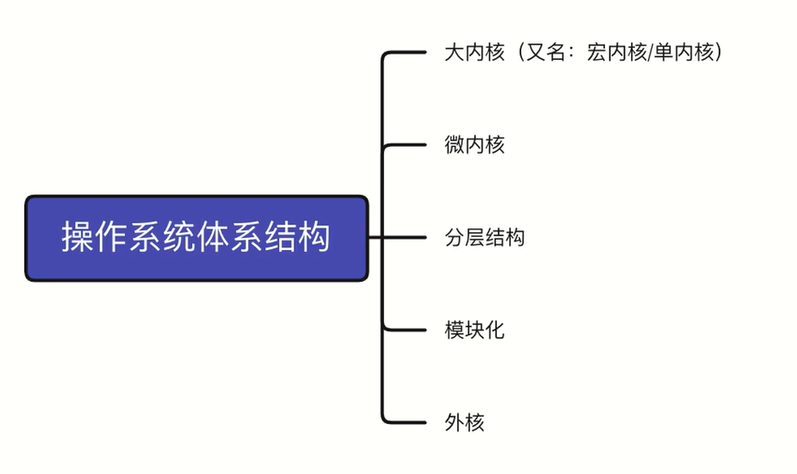 操作系统体系结构
大内核（又名：宏内核/单内核）
微内核
分层结构
模块化
外核